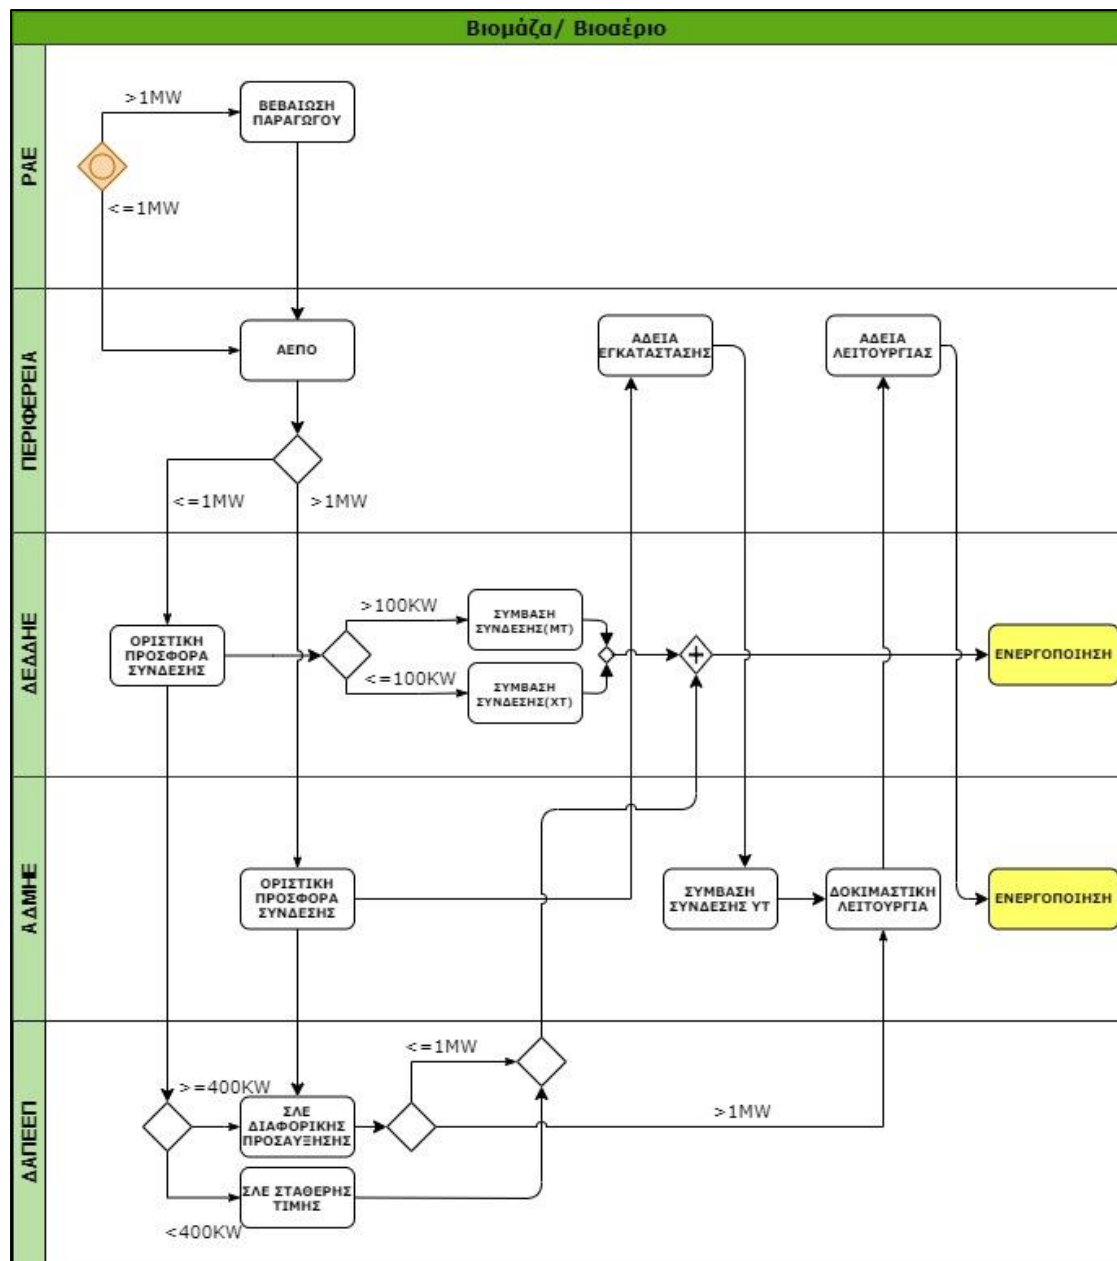 Βιομάζα/ Βιοαέριο
ΡΑΕ
>1MW
ΒΕΒΑΙΩΣΗ
ΠΑΡΑΓΩΓΟΥ
<=1MW
ΠΕΡΙΦΕΡΕΙΑ
ΑΕΠΟ
ΑΔΕΙΑ
ΕΓΚΑΤΑΣΤΑΣΗΣ
ΑΔΕΙΑ
ΛΕΙΤΟΥΡΓΙΑΣ
<=1MW
>1MW
ΔΕΔΔΗΕ
ΟΡΙΣΤΙΚΗ
ΠΡΟΣΦΟΡΑ
ΣΥΝΔΕΣΗΣ
>100KW
ΣΥΜΒΑΣΗ
ΣΥΝΔΕΣΗΣ(ΜΤ)
<=100KW
ΣΥΜΒΑΣΗ
ΣΥΝΔΕΣΗΣ(ΧΤ)
ΕΝΕΡΓΟΠΟΙΗΣΗ
ΑΔΜΗΕ
ΟΡΙΣΤΙΚΗ
ΠΡΟΣΦΟΡΑ
ΣΥΝΔΕΣΗΣ
ΣΥΜΒΑΣΗ
ΣΥΝΔΕΣΗΣ ΥΤ
ΔΟΚΙΜΑΣΤΙΚΗ
ΛΕΙΤΟΥΡΓΙΑ
ΕΝΕΡΓΟΠΟΙΗΣΗ
ΔΑΠΕΕΠ
>=400KW
ΣΛΕ
ΔΙΑΦΟΡΙΚΗΣ
ΠΡΟΣΑΥΞΗΣΗΣ
<=1MW
>1MW
ΣΛΕ ΣΤΑΘΕΡΗΣ
ΤΙΜΗΣ
<400KW